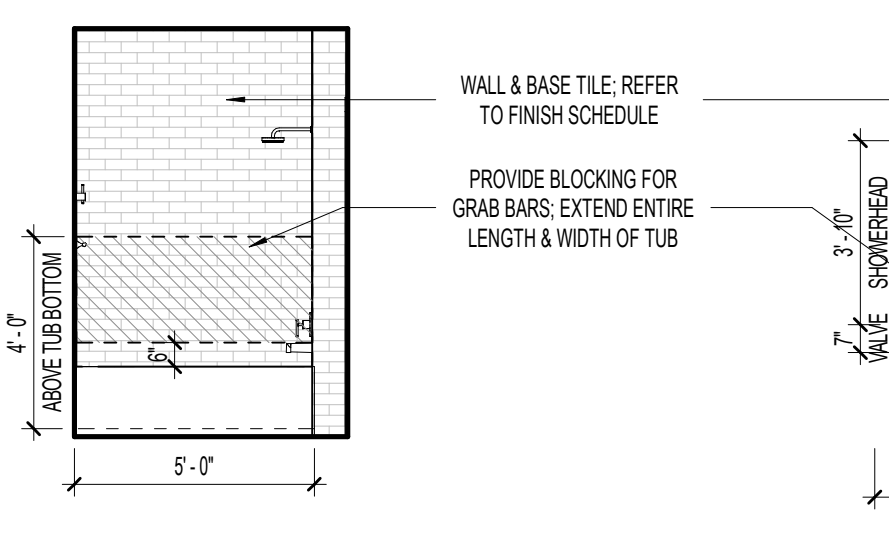 WALL & BASE TILE; REFER
TO FINISH SCHEDULE
PROVIDE BLOCKING FOR
GRAB BARS; EXTEND ENTIRE
LENGTH & WIDTH OF TUB
4' - 0"
ABOVE TUB BOTTOM
6"
5' - 0"
3' - 10"
SHOWERHEAD
7"
VALVE